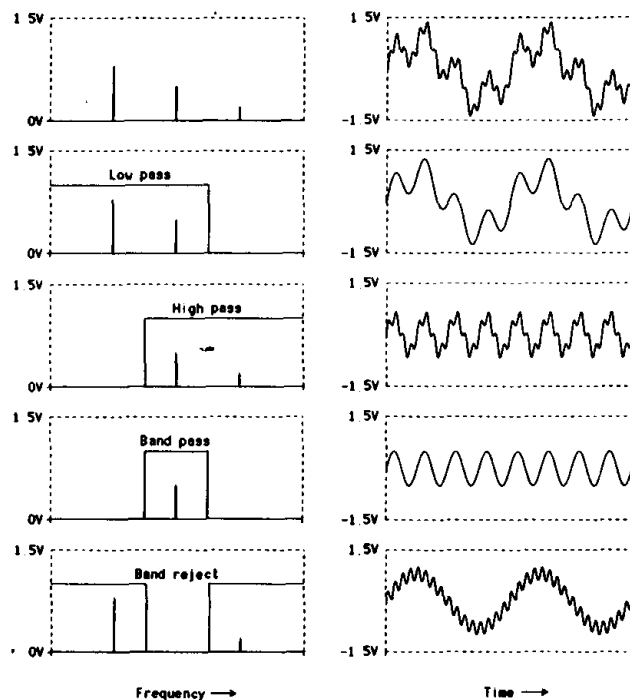 1 5V
0V
1.5V
-1.5V
1.5V
Low pass
0V
1.5V
-1 5V
1 5V
High pass
0V
1.5V
-1.5V
1 5V
Band pass
0V
1.5V
-1.5V
1 5V
Band reject
0V
1.5V
-1 5V
Frequency →
Time →